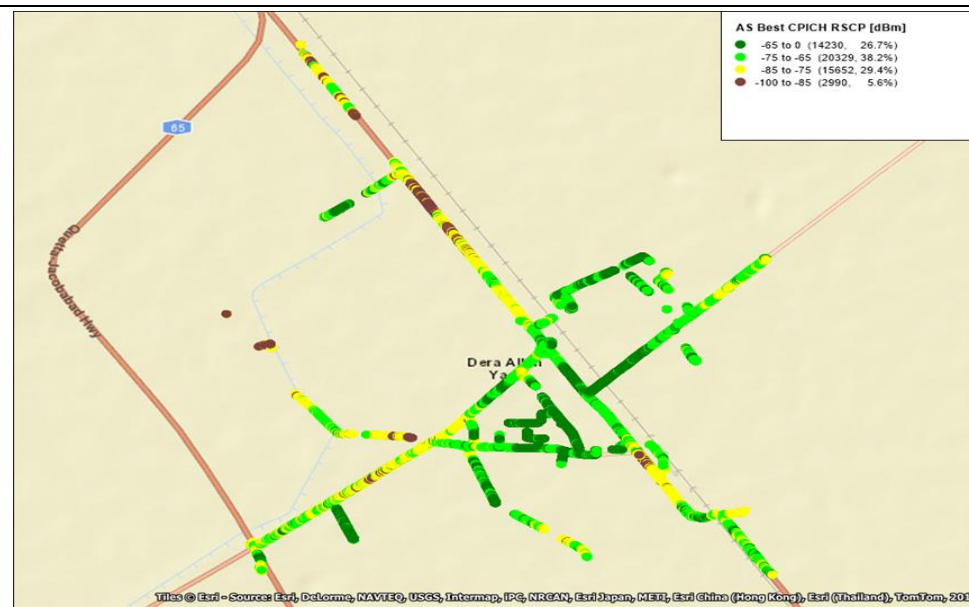 AS Best CPICH RSCP [dBm]
-65 to 0 (14230, 26.7%)
-75 to -65 (20329, 38.2%)
-85 to -75 (15652, 29.4%)
-100 to -85 (2990, 5.6%)
65
Quetta-Jacobabad Hwy
Dera Allah
Ya
Tiles © Esri - Source: Esri, DeLorme, NAVTEQ, USGS, Intermap, iPC, NRCAN, Esri Japan, METI, Esri China (Hong Kong), Esri (Thailand), TomTom, 201